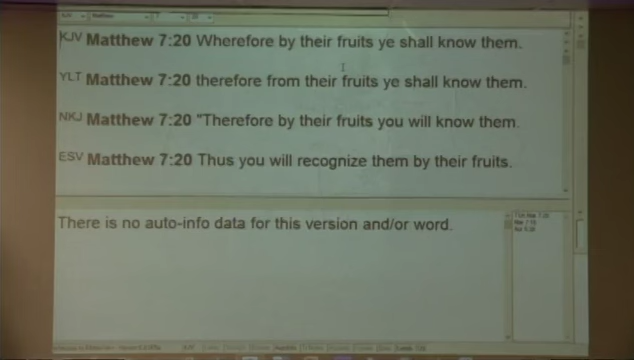 KJV Matthew 7:20 Wherefore by their fruits ye shall know them.
YLT Matthew 7:20 therefore from their fruits ye shall know them.
NKJ Matthew 7:20 "Therefore by their fruits you will know them.
ESV Matthew 7:20 Thus you will recognize them by their fruits.
There is no auto-info data for this version and/or word.